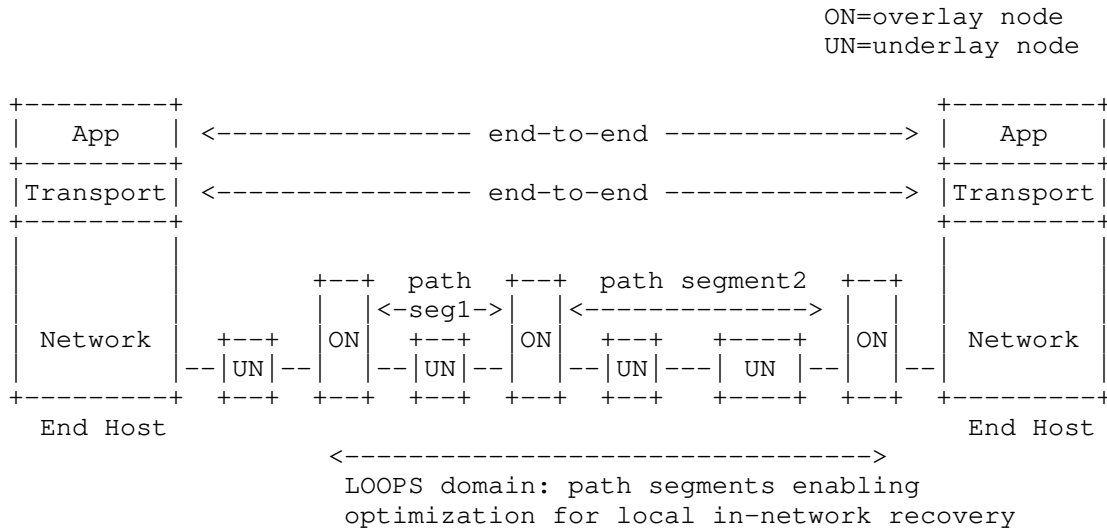 ON=overlay node
UN=underlay node
App <---------------- end-to-end ---------------> App
Transport <---------------- end-to-end ---------------> Transport
path path segment2
<-seg1-> <-------------->
Network ON ON ON Network
UN UN UN UN
End Host End Host
<---------------------------------->
LOOPS domain: path segments enabling
optimization for local in-network recovery